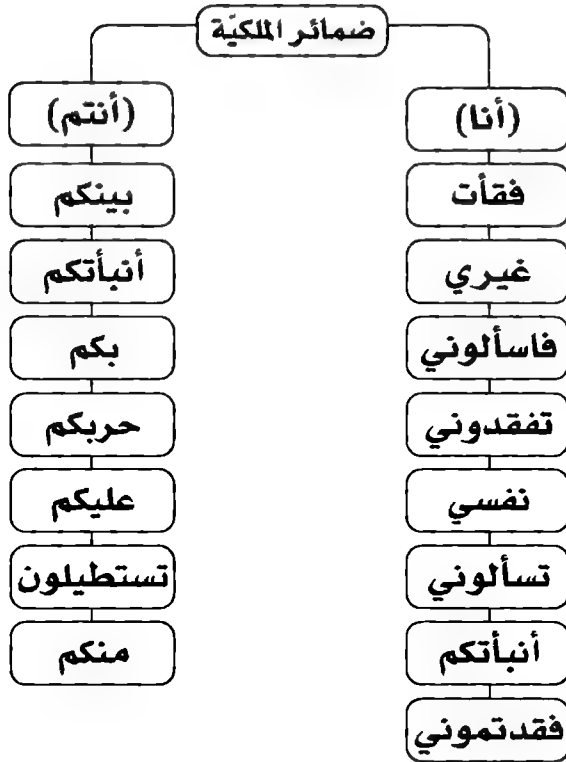 ضمائر الملكيّة
(أنا)
فقأت
غيري
فاسألوني
تفقدوني
نفسي
تسألوني
أنبأتكم
فقدتموني
(أنتم)
بينكم
أنبأتكم
بكم
حربكم
عليكم
تستطيلون
منكم